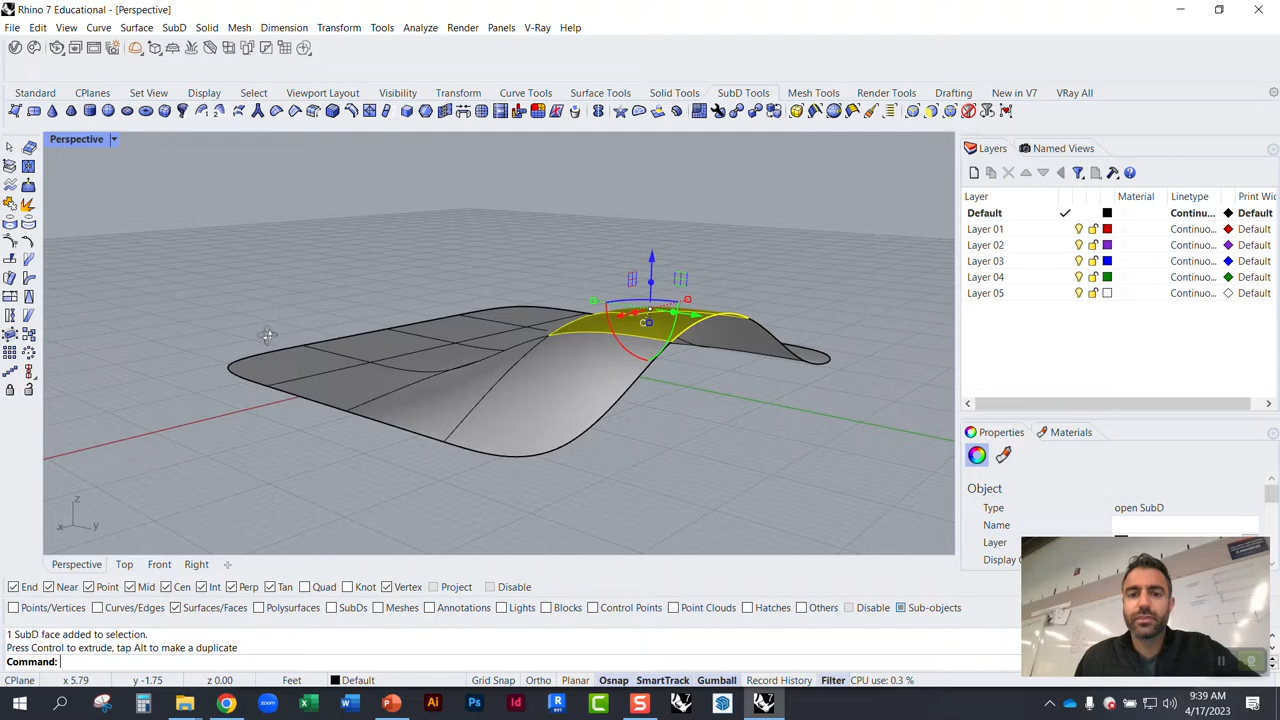 Rhino 7 Educational - [Perspective]
File Edit View Curve Surface SubD Solid Mesh Dimension Transform Tools Analyze Render Panels V-Ray Help
Standard CPlanes Set View Display Select Viewport Layout Visibility Transform Curve Tools Surface Tools Solid Tools SubD Tools Mesh Tools Render Tools Drafting New in V7 VRay All
Perspective
Layers Named Views
Layer Material Linetype Print Wi
Default Continu... Default
Layer 01 Continuo... Default
Layer 02 Continuo... Default
Layer 03 Continuo... Default
Layer 04 Continuo... Default
Layer 05 Continuo... Default
Properties Materials
Object
Type open SubD
Name
Layer
Display C
z
x y
Perspective Top Front Right
End Near Point Mid Cen Int Perp Tan Quad Knot Vertex Project Disable
Points/Vertices Curves/Edges Surfaces/Faces Polysurfaces SubDs Meshes Annotations Lights Blocks Control Points Point Clouds Hatches Others Disable Sub-objects
1 SubD face added to selection.
Press Control to extrude, tap Alt to make a duplicate
Command:
CPlane x 5.79 y -1.75 z 0.00 Feet Default Grid Snap Ortho Planar Osnap SmartTrack Gumball Record History Filter CPU use: 0.3 %
9:39 AM
4/17/2023